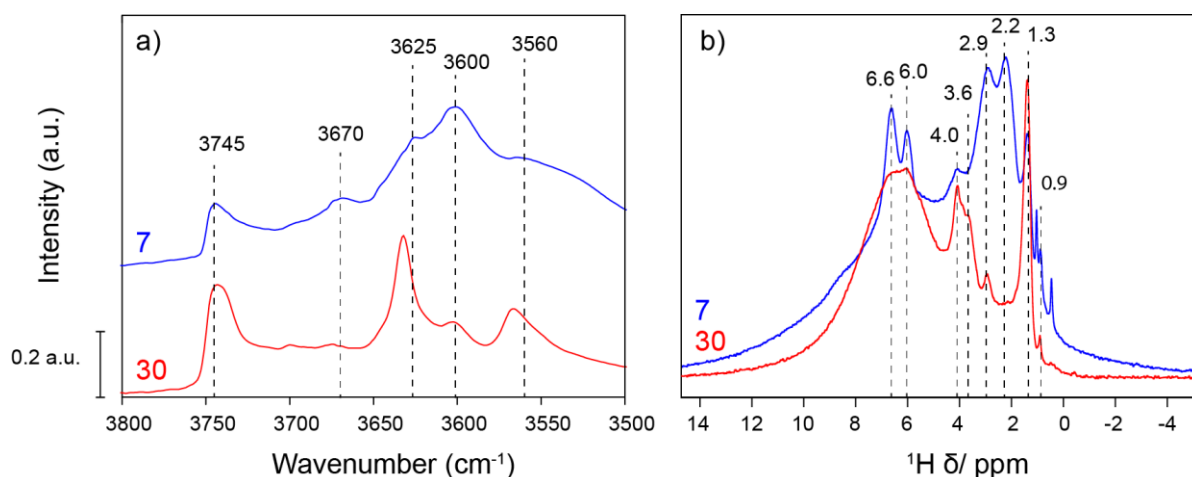 a)
3745
3670
3625
3600
3560
7
30
0.2 a.u.
Intensity (a.u.)
3800 3750 3700 3650 3600 3550 3500
Wavenumber (cm⁻¹)
b)
6.6
6.0
4.0
3.6
2.9
2.2
1.3
0.9
7
30
14 12 10 8 6 4 2 0 -2 -4
¹H δ/ ppm